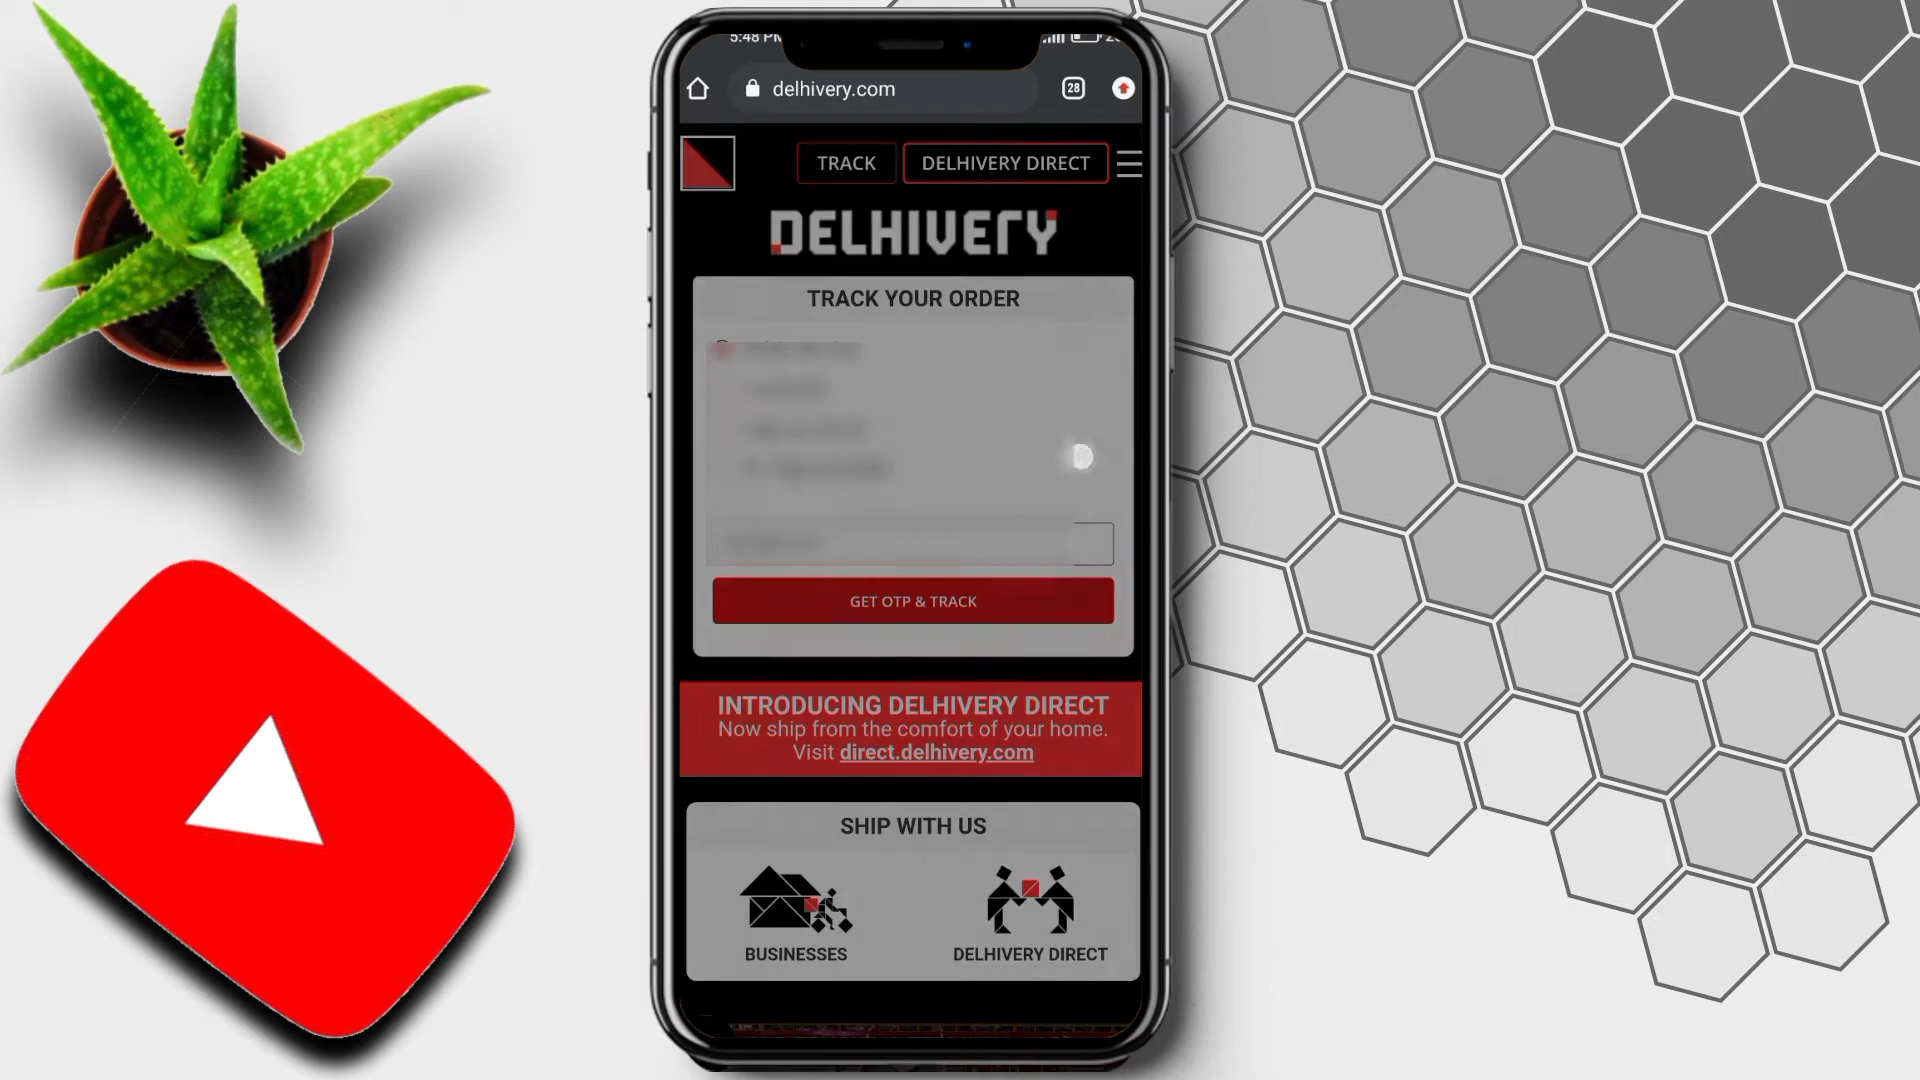 5:48 PM
delhivery.com
28
TRACK
DELHIVERY DIRECT
DELHIVERY
TRACK YOUR ORDER
GET OTP & TRACK
INTRODUCING DELHIVERY DIRECT
Now ship from the comfort of your home.
Visit direct.delhivery.com
SHIP WITH US
BUSINESSES
DELHIVERY DIRECT